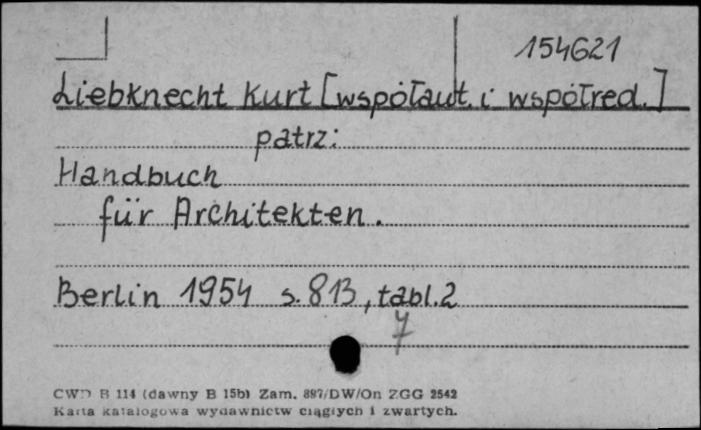 154621
Liebknecht Kurt [współaut. i współred.]
patrz:
Handbuch
für Architekten.
Berlin 1954 s. 813, tabl. 2
7
CWD B 114 (dawny B 15b) Zam. 897/DW/On ZGG 2542
Karta katalogowa wydawnictw ciągłych i zwartych.